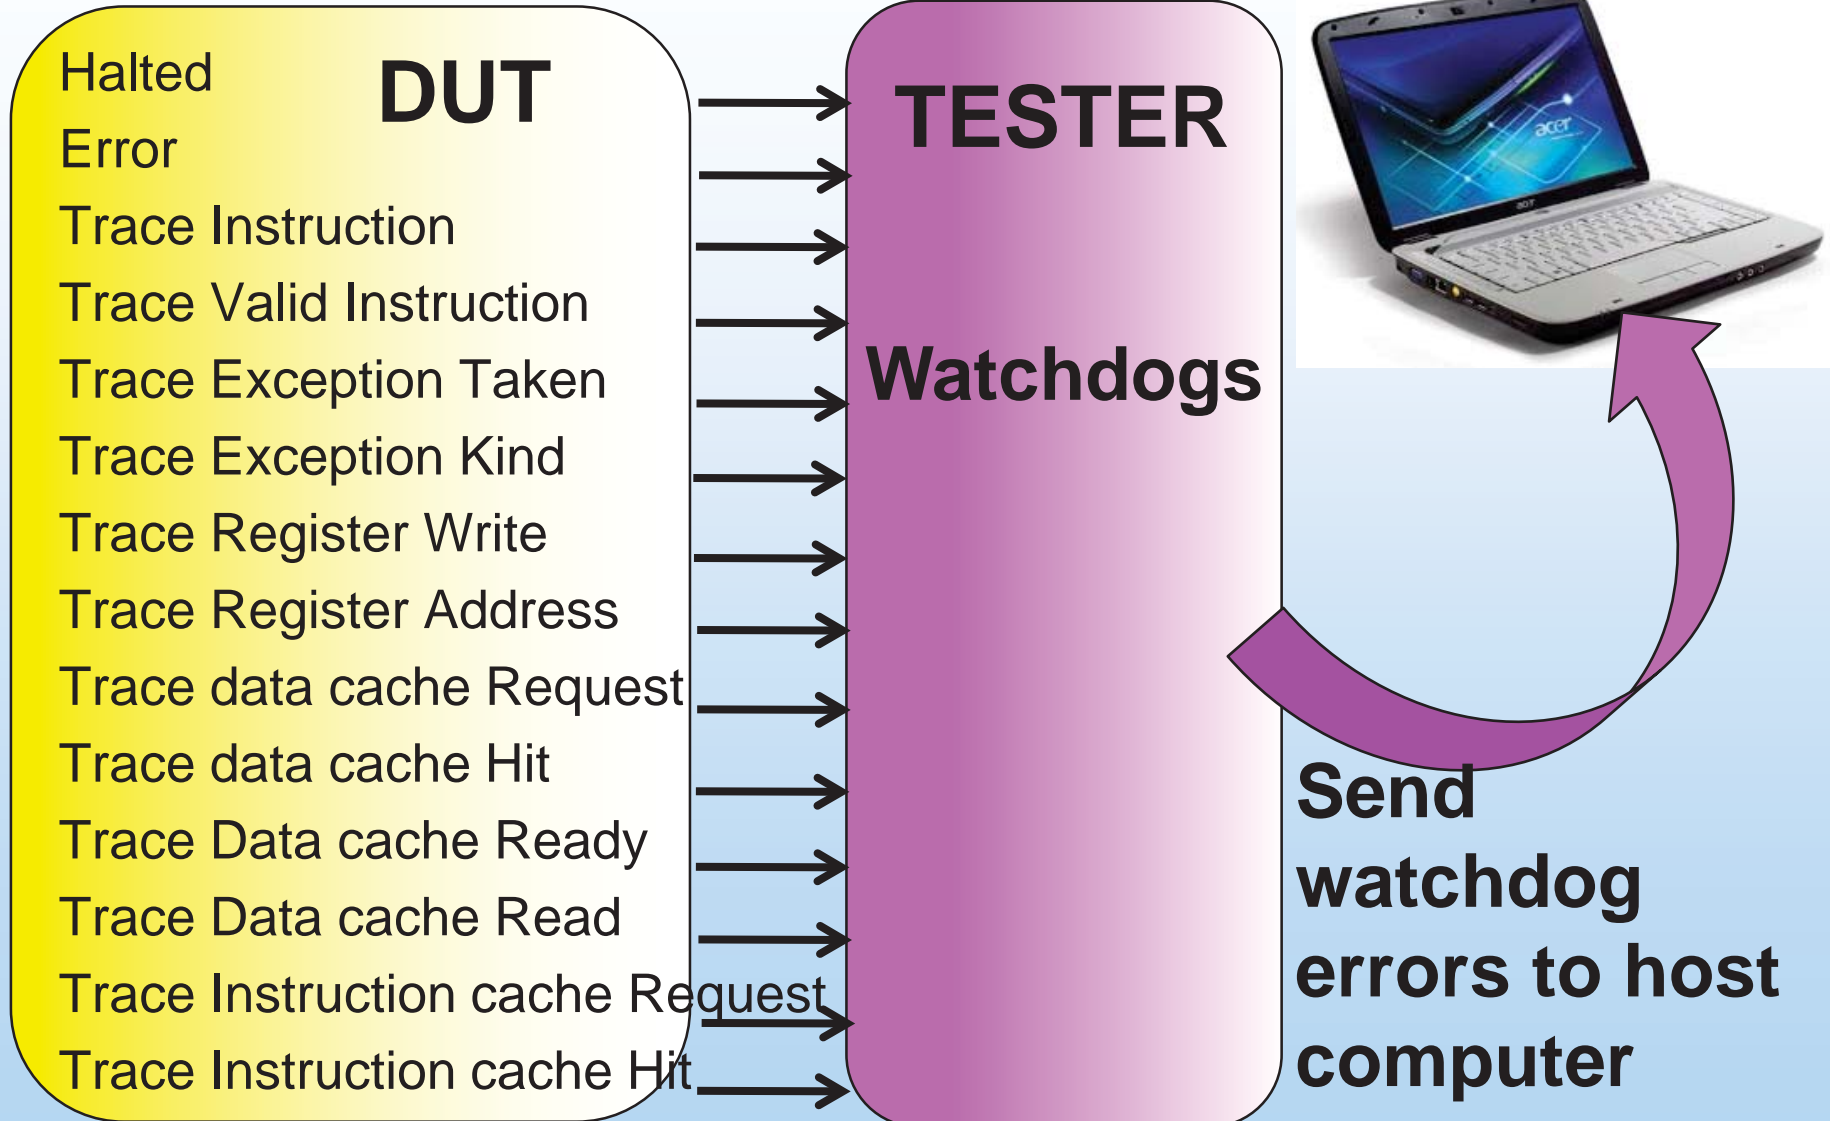 DUT
Halted
Error
Trace Instruction
Trace Valid Instruction
Trace Exception Taken
Trace Exception Kind
Trace Register Write
Trace Register Address
Trace data cache Request
Trace data cache Hit
Trace Data cache Ready
Trace Data cache Read
Trace Instruction cache Request
Trace Instruction cache Hit
TESTER
Watchdogs
acer
acer
Send
watchdog
errors to host
computer